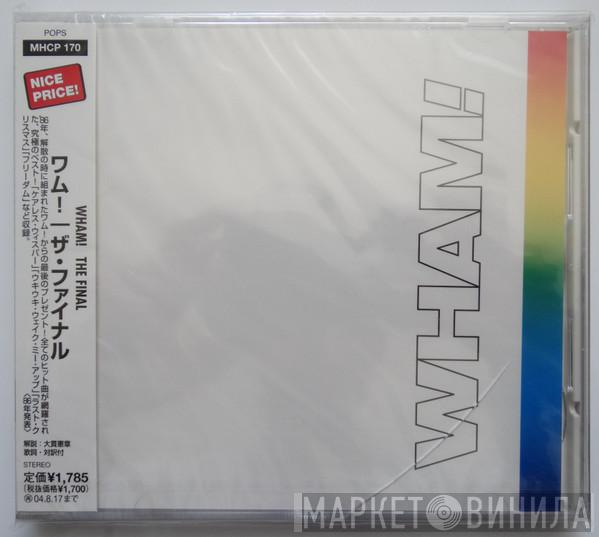 POPS
MHCP 170
NICE
PRICE!
WHAM! THE FINAL
ワム!|ザ・ファイナル
'86年、解散の時に組まれたワム!からの最後のプレゼント!全てのヒット曲が網羅され
た、究極のベスト!「ケアレス・ウィスパー」「ウキウキ・ウェイク・ミー・アップ」「ラスト・ク
リスマス」「フリーダム」など収録。
〈'86年発表〉
解説:大貫憲章
歌詞・対訳付
STEREO
定価¥1,785
(税抜価格¥1,700)
04.8.17まで
WHAM!
МАРКЕТ ВИНИЛА